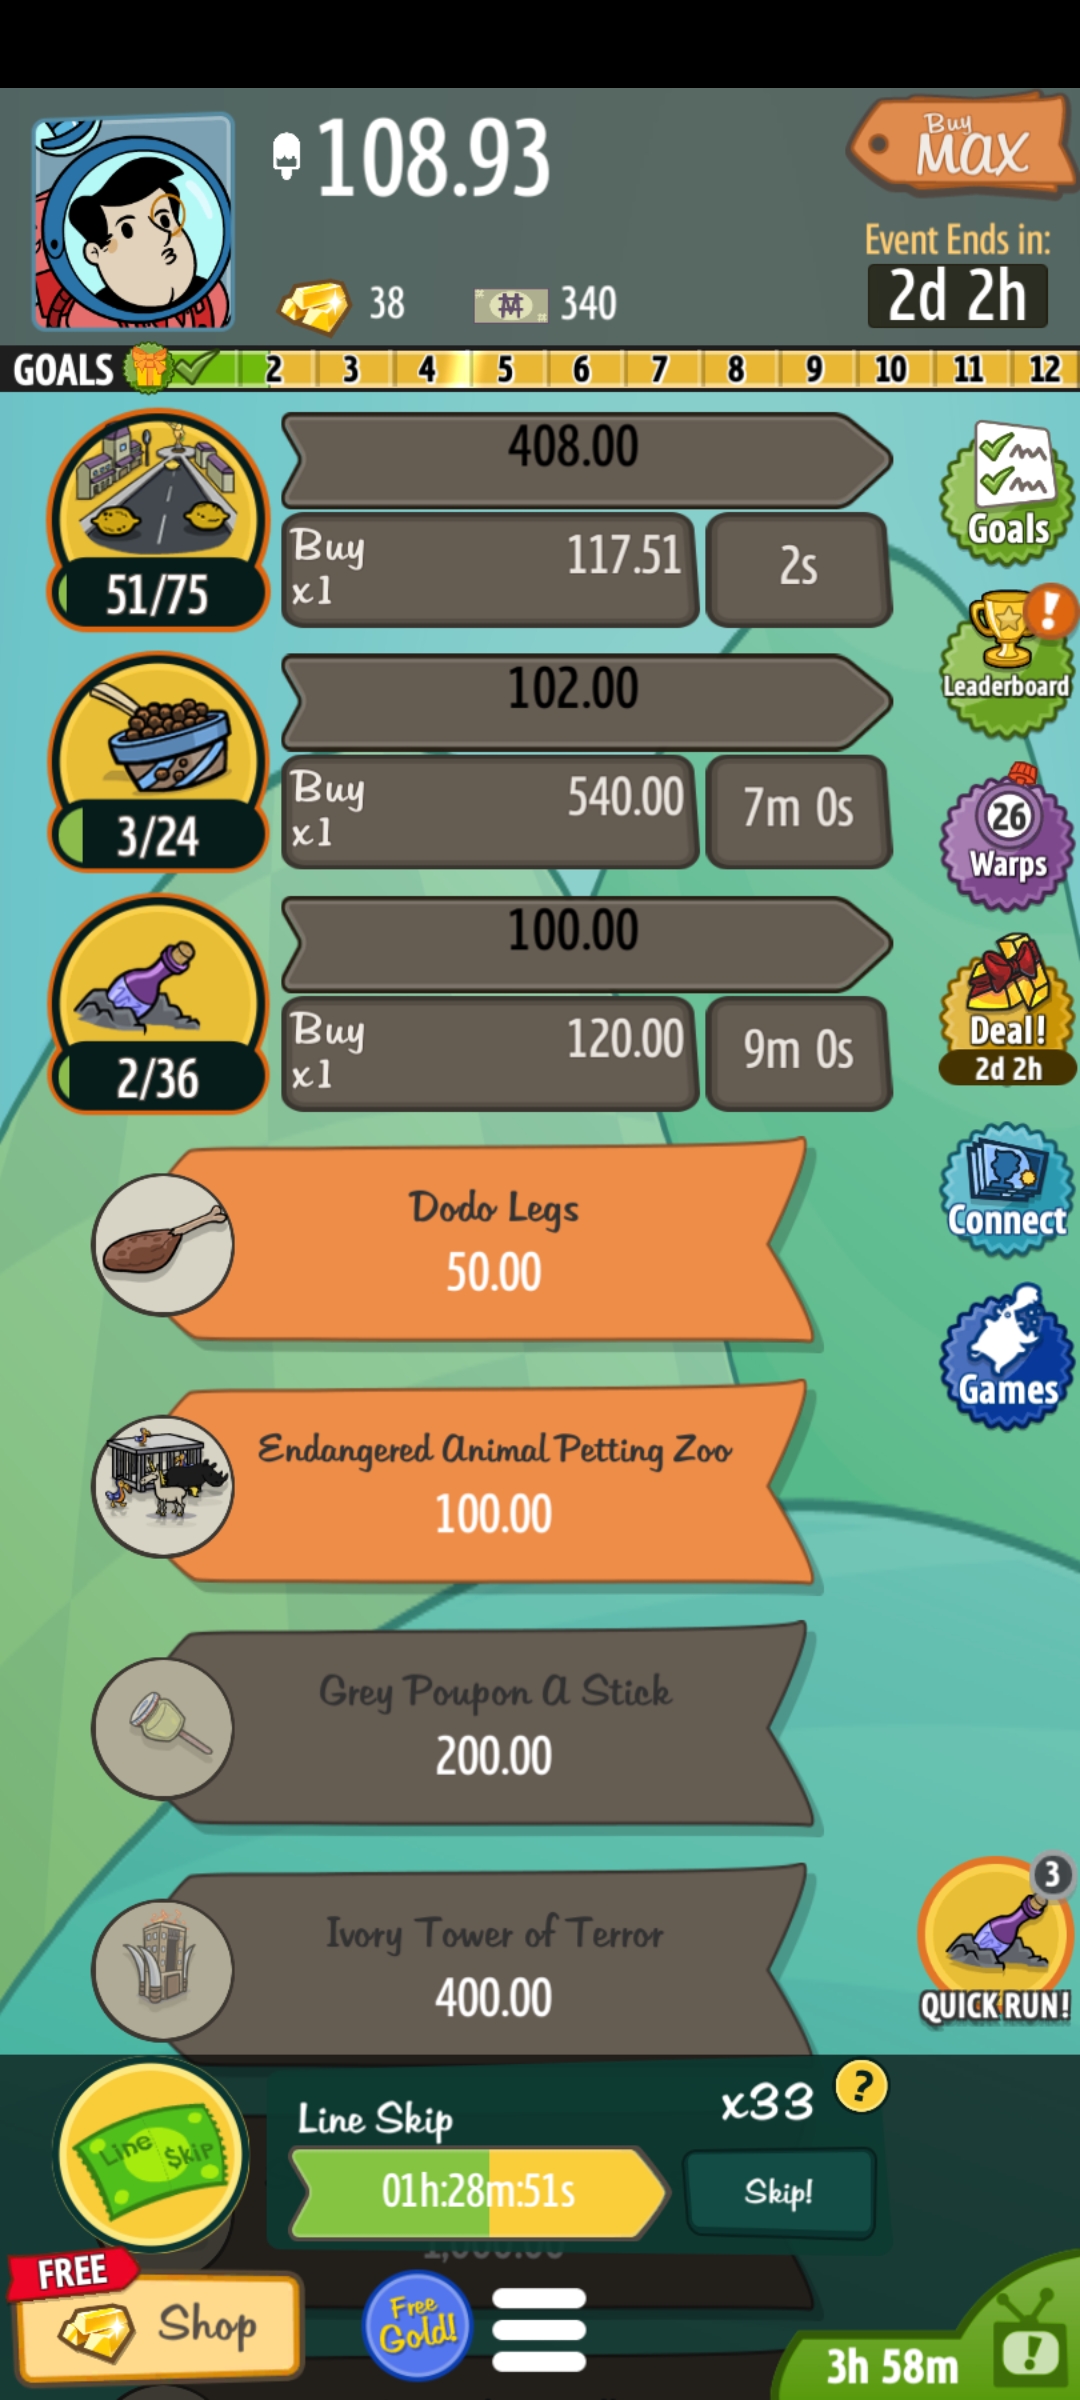 108.93
Buy
MAX
Event Ends in:
2d 2h
38
340
GOALS 2 3 4 5 6 7 8 9 10 11 12
408.00
Buy
x1
117.51
2s
51/75
Goals
Leaderboard
102.00
Buy
x1
540.00
7m 0s
3/24
26
Warps
100.00
Buy
x1
120.00
9m 0s
2/36
Deal!
2d 2h
Dodo Legs
50.00
Connect
Endangered Animal Petting Zoo
100.00
Games
Grey Poupon A Stick
200.00
Ivory Tower of Terror
400.00
3
QUICK RUN!
Line Skip
Line Skip
x33
?
01h:28m:51s
Skip!
FREE
Shop
Free
Gold!
3h 58m